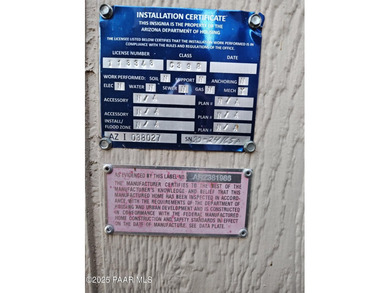 INSTALLATION CERTIFICATE
THIS INSIGNIA IS THE PROPERTY OF THE
ARIZONA DEPARTMENT OF HOUSING
THE LICENSEE LISTED BELOW CERTIFIES THAT THE INSTALLATION WORK PERFORMED IS IN
COMPLIANCE WITH THE RULES AND REGULATIONS OF THE OFFICE.
LICENSE NUMBER CLASS DATE
WORK PERFORMED: SOIL SUPPORT ANCHORING
ELEC WATER SEWER GAS MECH
ACCESSORY N/A PLAN # N/A
ACCESSORY N/A PLAN # N/A
INSTALL/
FLOOD ZONE N/A PLAN # N/A
AZ I 038027 SN
AS EVIDENCED BY THIS LABEL NO.
THE MANUFACTURER CERTIFIES TO THE BEST OF THE
MANUFACTURER'S KNOWLEDGE AND BELIEF THAT THIS
MANUFACTURED HOME HAS BEEN INSPECTED IN ACCORD-
ANCE WITH THE REQUIREMENTS OF THE DEPARTMENT OF
HOUSING AND URBAN DEVELOPMENT AND IS CONSTRUCTED
IN CONFORMANCE WITH THE FEDERAL MANUFACTURED
HOME CONSTRUCTION AND SAFETY STANDARDS IN EFFECT
ON THE DATE OF MANUFACTURE. SEE DATA PLATE.
©2025 PAAR MLS